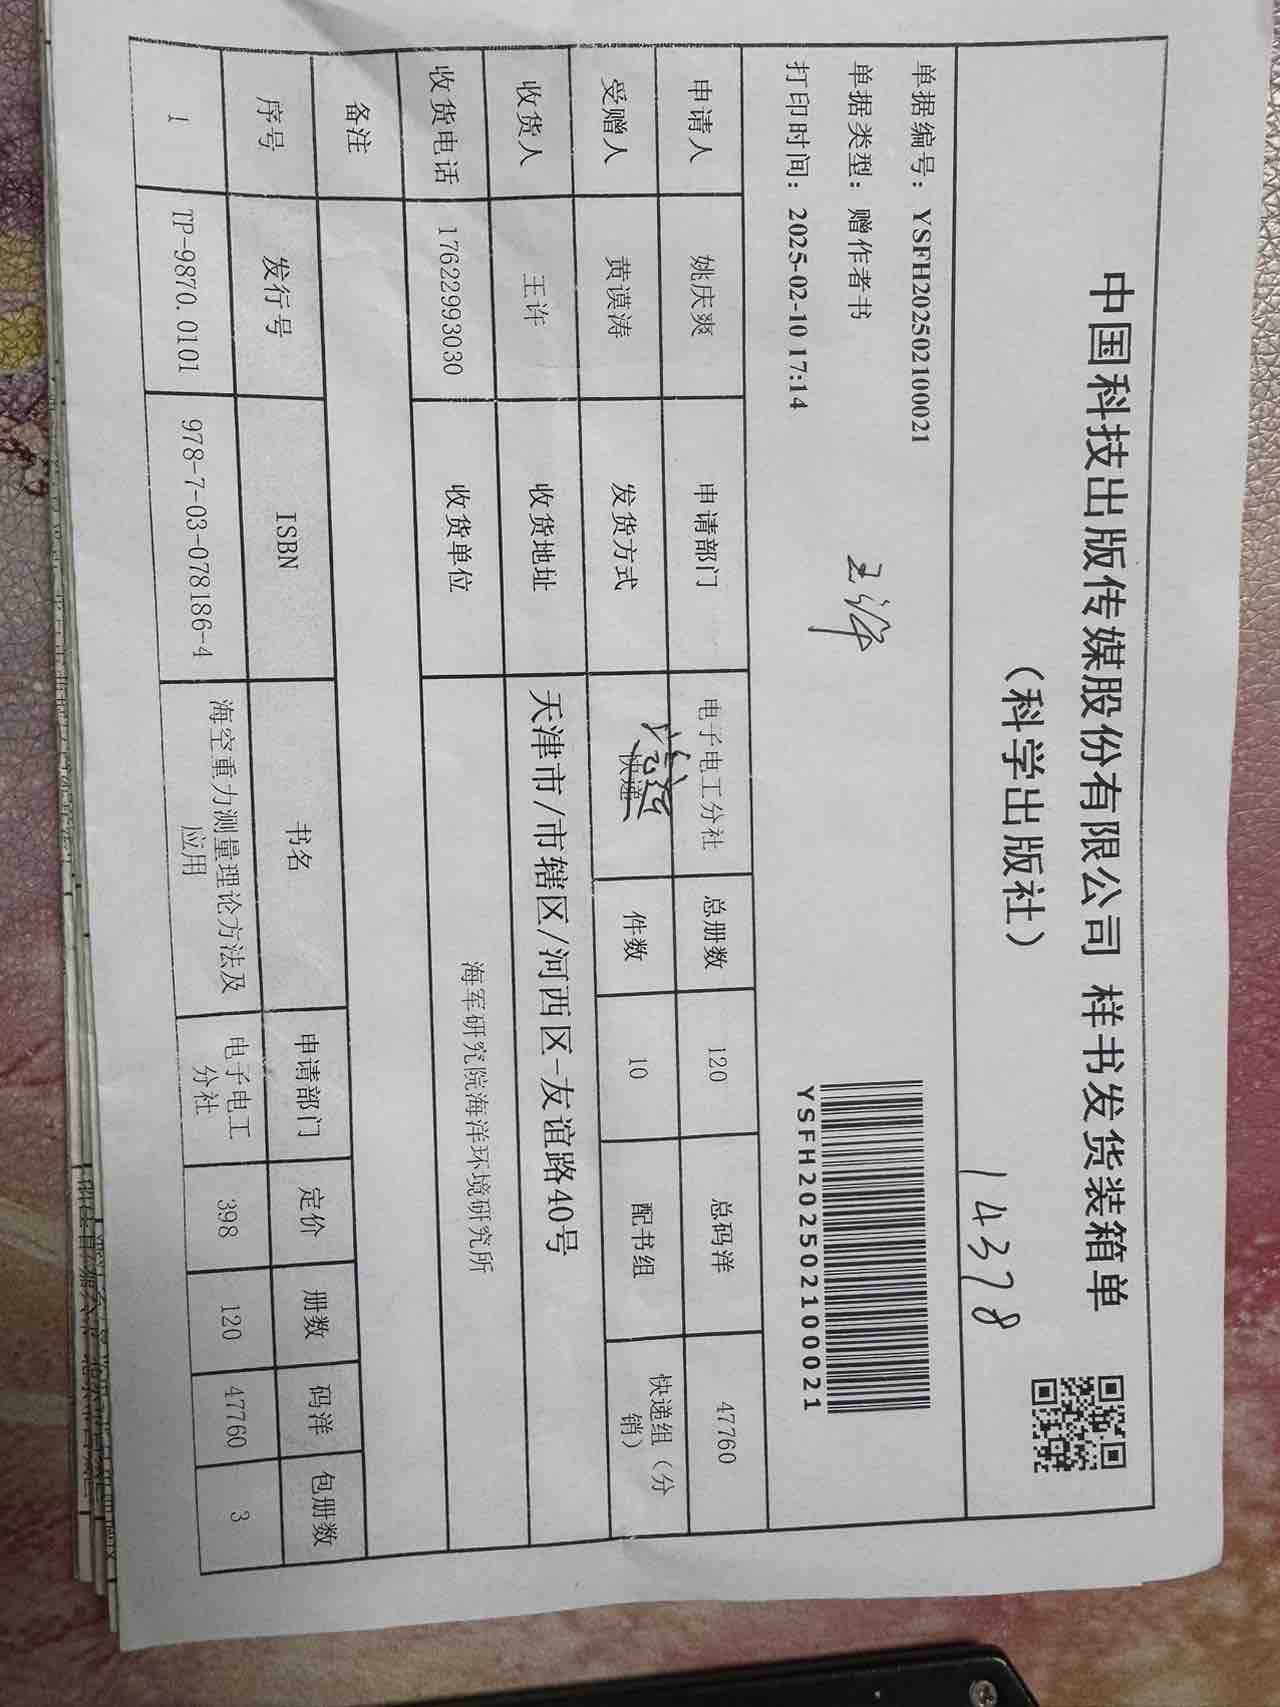 中国科技出版传媒股份有限公司 样书发货装箱单
（科学出版社）
14378
单据编号：YSFH202502100021
单据类型：赠作者书
打印时间：2025-02-10 17:14
王许
YSFH202502100021
申请人 姚庆爽 申请部门 电子电工分社 总册数 120 总码洋 47760
受赠人 黄谟涛 发货方式 快递 件数 10 配书组 快递组（分
销）
收货人 王许 收货地址 天津市/市辖区/河西区-友谊路40号
收货电话 17622993030 收货单位 海军研究院海洋环境研究所
备注
序号 发行号 ISBN 书名 申请部门 定价 册数 码洋 包册数
1 TP-9870.0101 978-7-03-078186-4 海空重力测量理论方法及
应用 电子电工
分社 398 120 47760 3